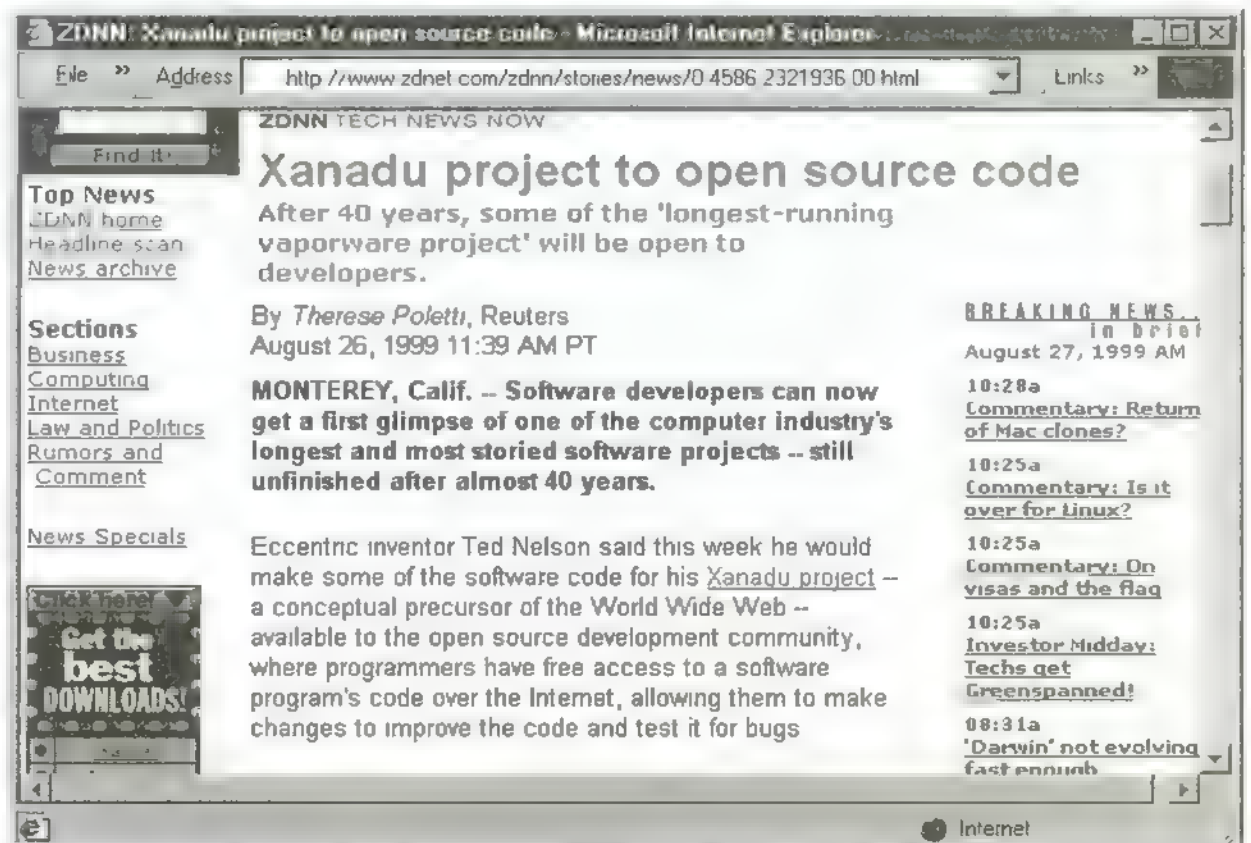 ZDNN: Xanadu project to open source code - Microsoft Internet Explorer
File » Address http //www zdnet com/zdnn/stories/news/0 4586 2321936 00 html Links »
Find It!
Top News
ZDNN home
Headline scan
News archive
Sections
Business
Computing
Internet
Law and Politics
Rumors and
Comment
News Specials
Click here!
Get the
best
DOWNLOADS!
ZDNN TECH NEWS NOW
Xanadu project to open source code
After 40 years, some of the 'longest-running
vaporware project' will be open to
developers.
By Therese Poletti, Reuters
August 26, 1999 11:39 AM PT
MONTEREY, Calif. -- Software developers can now
get a first glimpse of one of the computer industry's
longest and most storied software projects -- still
unfinished after almost 40 years.
Eccentric inventor Ted Nelson said this week he would
make some of the software code for his Xanadu project --
a conceptual precursor of the World Wide Web --
available to the open source development community,
where programmers have free access to a software
program's code over the Internet, allowing them to make
changes to improve the code and test it for bugs
BREAKING NEWS..
in brief
August 27, 1999 AM
10:28a
Commentary: Return
of Mac clones?
10:25a
Commentary: Is it
over for Linux?
10:25a
Commentary: On
visas and the flag
10:25a
Investor Midday:
Techs get
Greenspanned!
08:31a
'Darwin' not evolving
fast enough
Internet